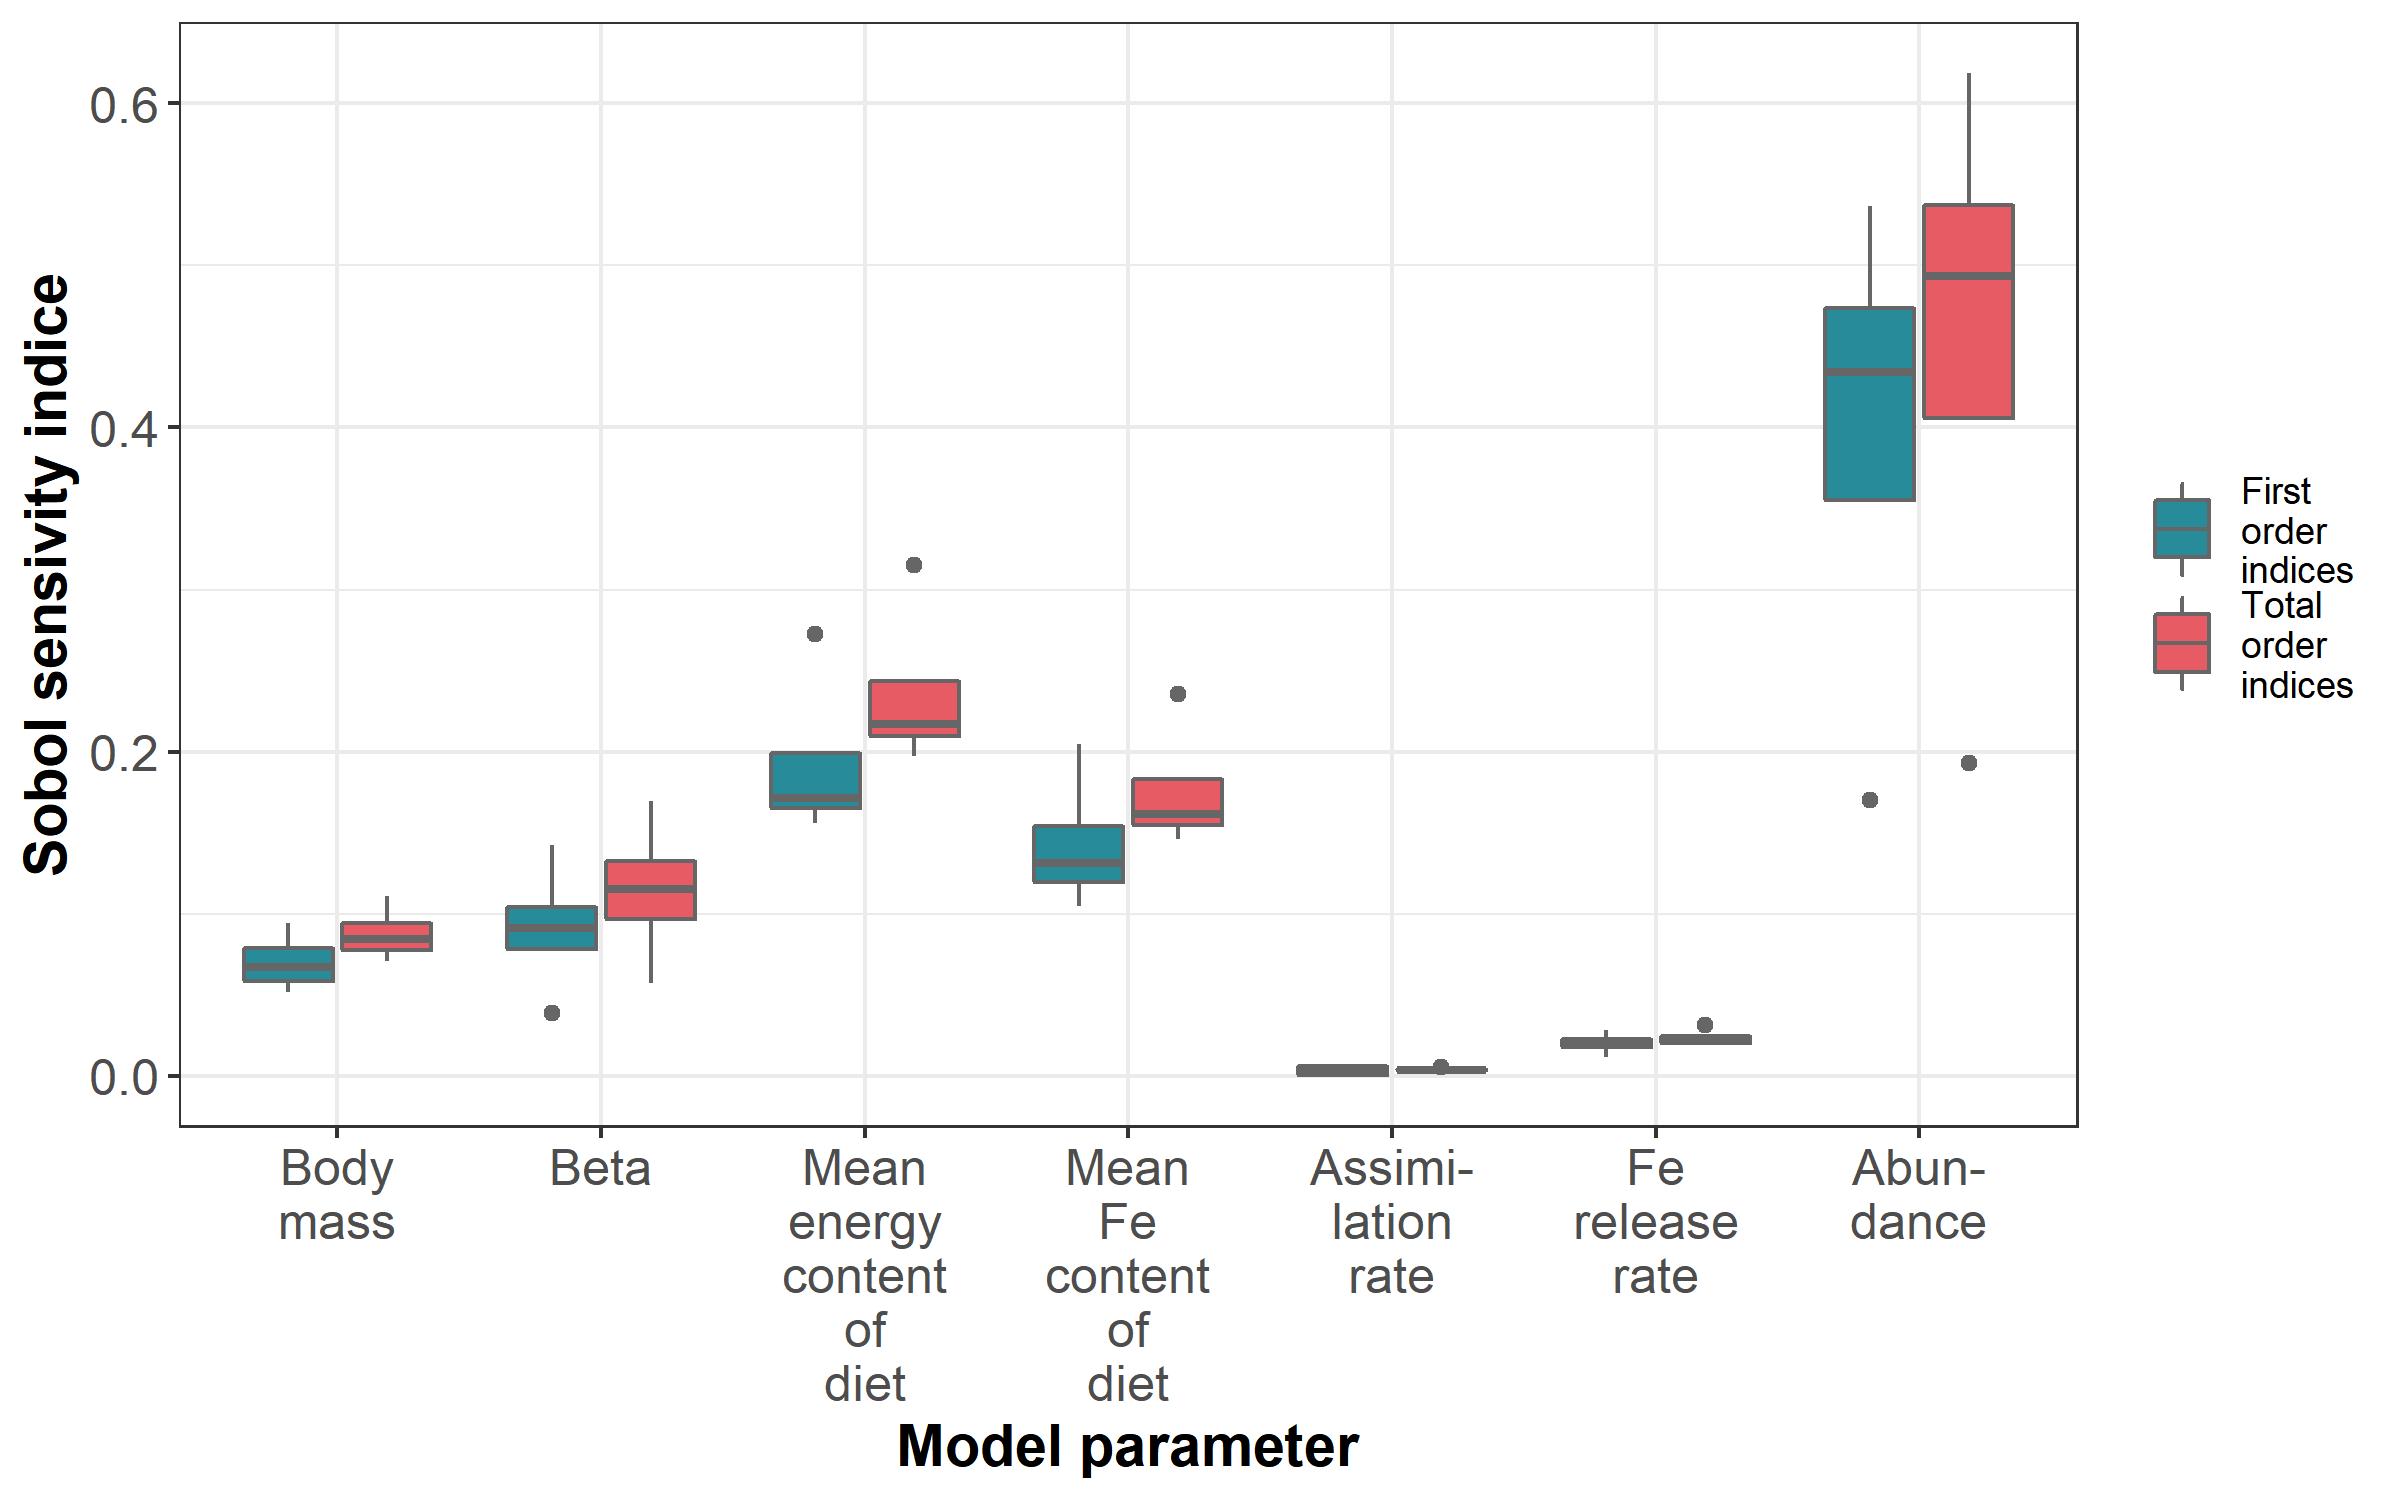 Sobol sensivity indice
0.6
0.4
0.2
0.0
Body
mass
Beta
Mean
energy
content
of
diet
Mean
Fe
content
of
diet
Assimi-
lation
rate
Fe
release
rate
Abun-
dance
Model parameter
First
order
indices
Total
order
indices